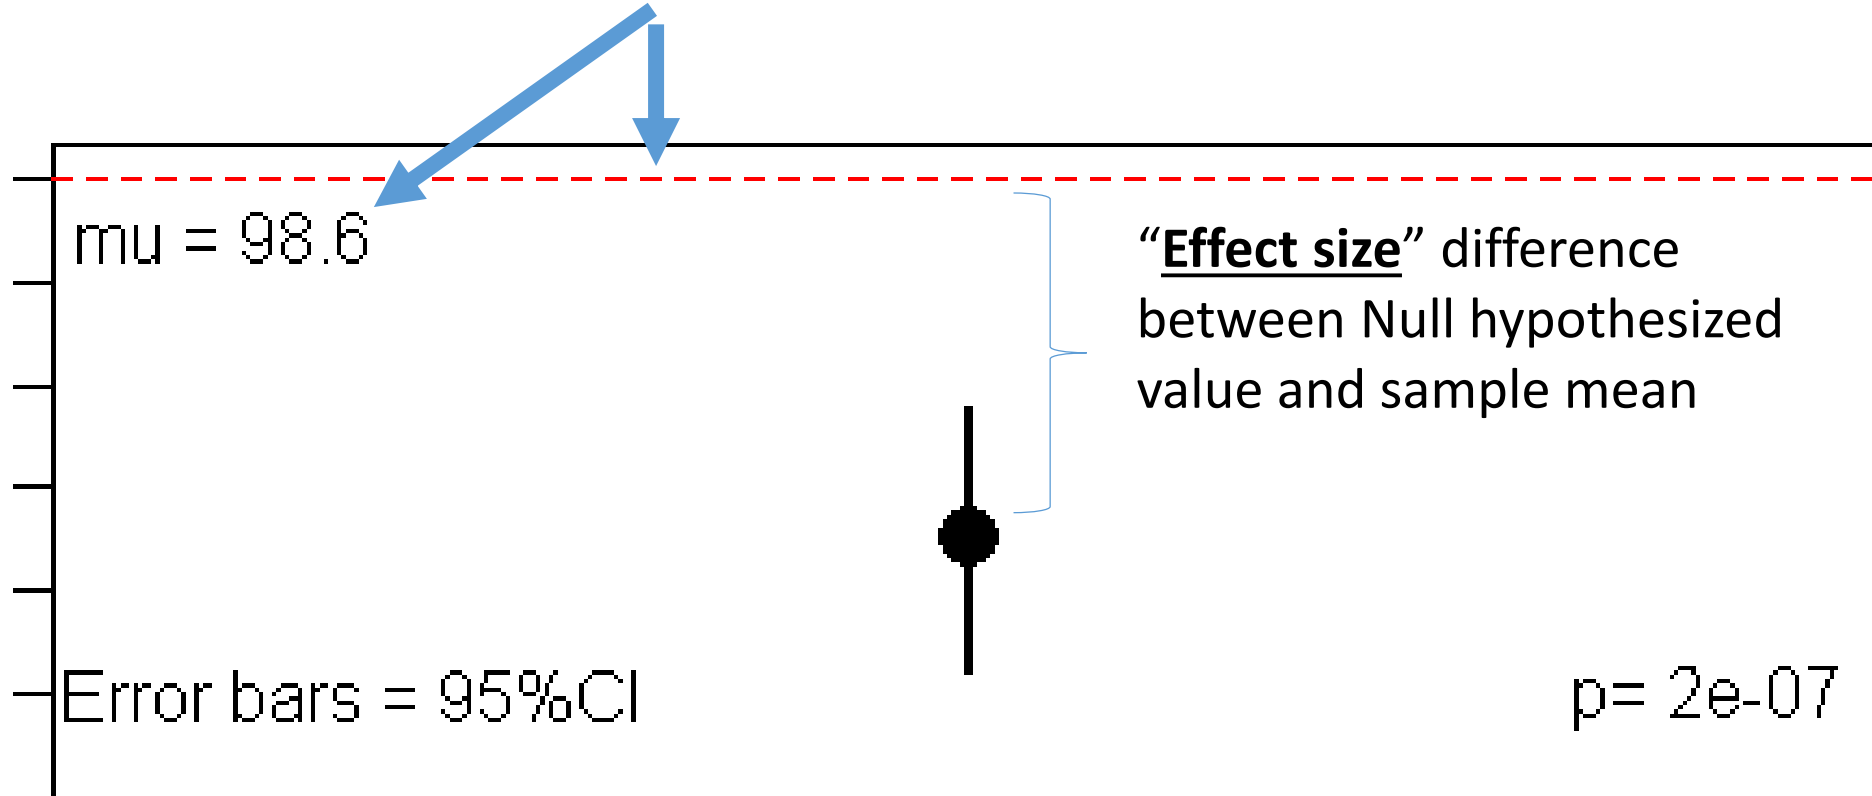 mu = 98.6
“Effect size” difference
between Null hypothesized
value and sample mean
Error bars = 95%CI
p= 2e-07